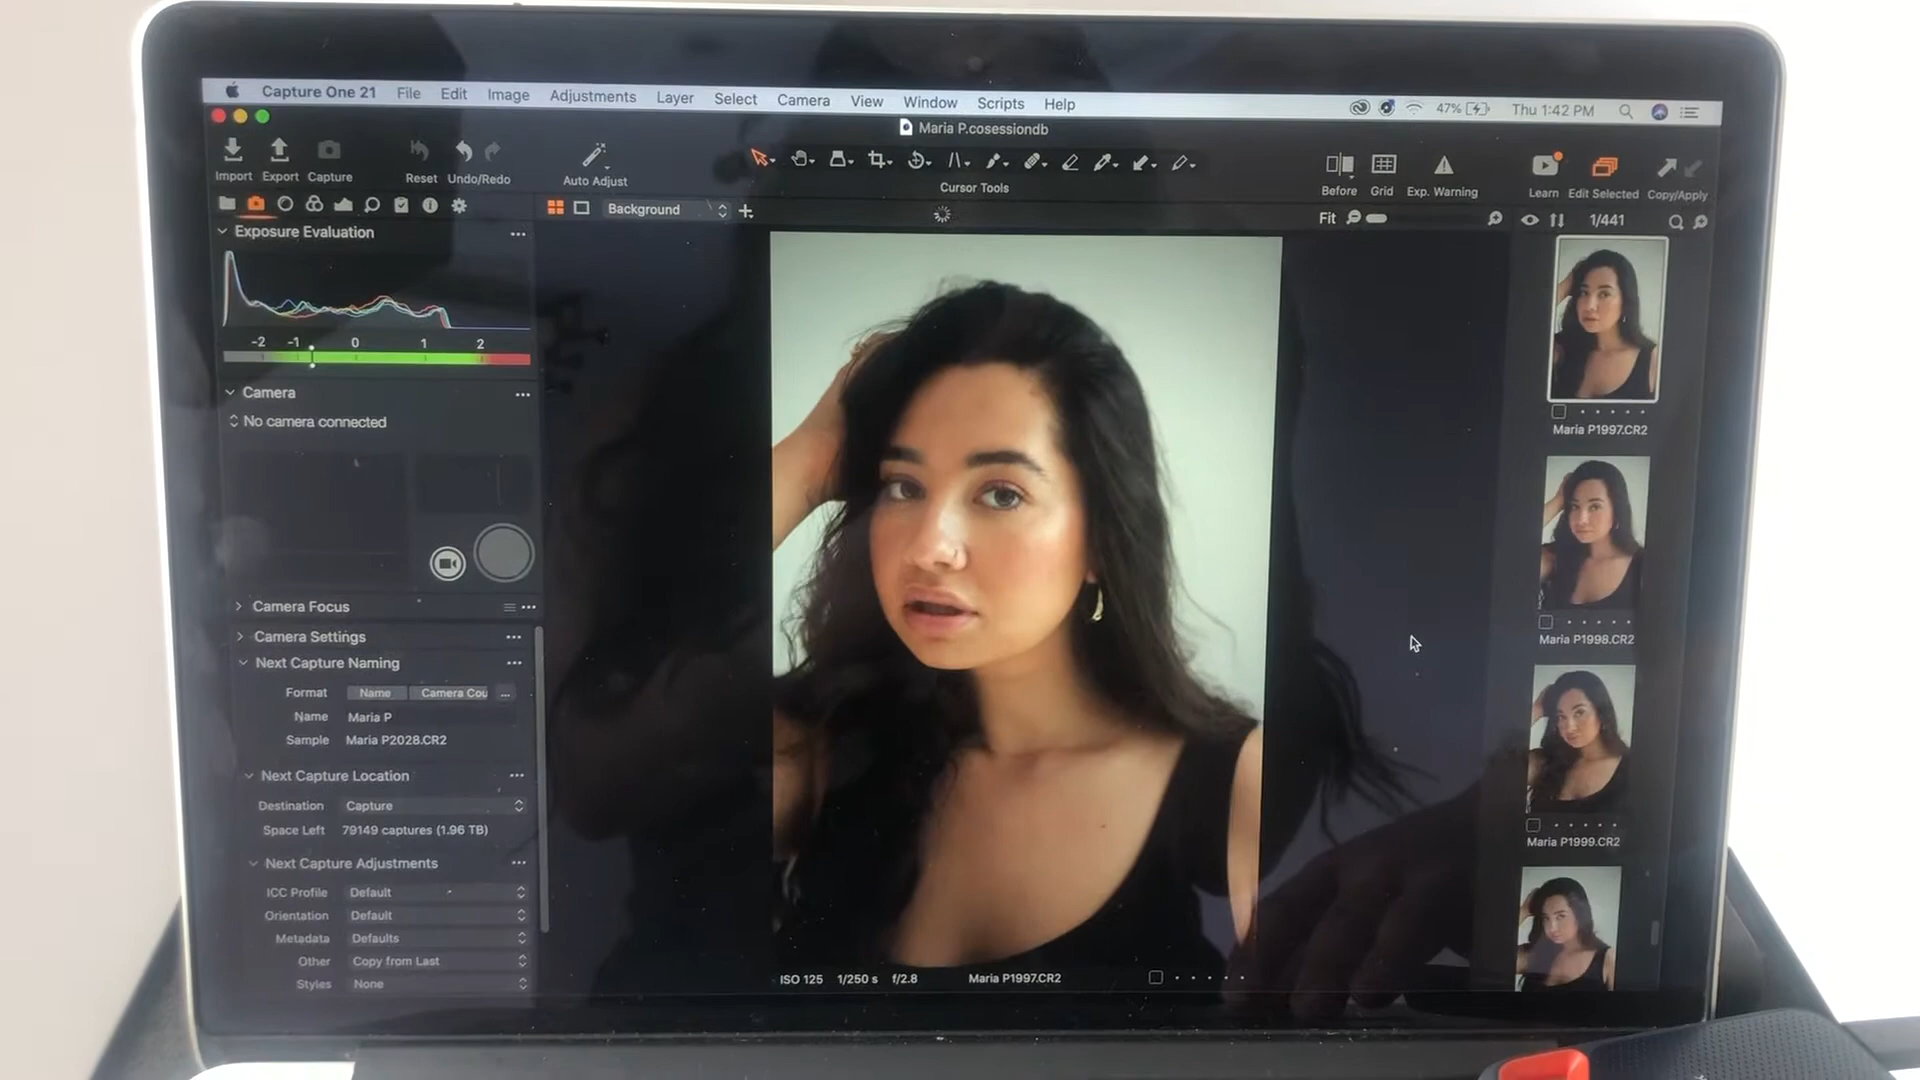 Capture One 21 File Edit Image Adjustments Layer Select Camera View Window Scripts Help 47% Thu 1:42 PM
Maria P.cosessiondb
Import Export Capture Reset Undo/Redo Auto Adjust Cursor Tools Before Grid Exp. Warning Learn Edit Selected Copy/Apply
Background Fit 1/441
Exposure Evaluation
-2 -1 0 1 2
Camera
No camera connected
Camera Focus
Camera Settings
Next Capture Naming
Format Name Camera Cou ...
Name Maria P
Sample Maria P2028.CR2
Next Capture Location
Destination Capture
Space Left 79149 captures (1.96 TB)
Next Capture Adjustments
ICC Profile Default
Orientation Default
Metadata Defaults
Other Copy from Last
Styles None
ISO 125 1/250 s f/2.8 Maria P1997.CR2
Maria P1997.CR2
Maria P1998.CR2
Maria P1999.CR2